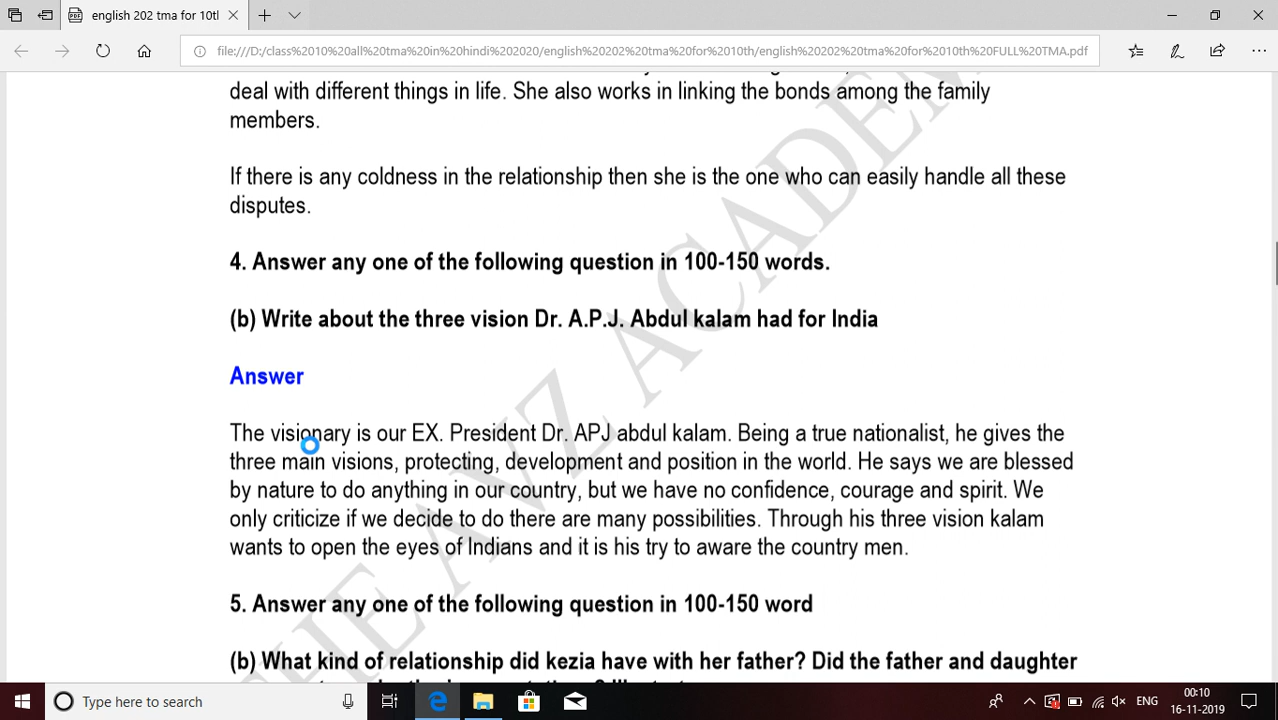 english 202 tma for 10th
file:///D:/class%2010%20all%20tma%20in%20hindi%202020/english%20202%20tma%20for%2010th/english%20202%20tma%20for%2010th%20FULL%20TMA.pdf
deal with different things in life. She also works in linking the bonds among the family
members.
If there is any coldness in the relationship then she is the one who can easily handle all these
disputes.
4. Answer any one of the following question in 100-150 words.
(b) Write about the three vision Dr. A.P.J. Abdul kalam had for India
Answer
The visionary is our EX. President Dr. APJ abdul kalam. Being a true nationalist, he gives the
three main visions, protecting, development and position in the world. He says we are blessed
by nature to do anything in our country, but we have no confidence, courage and spirit. We
only criticize if we decide to do there are many possibilities. Through his three vision kalam
wants to open the eyes of Indians and it is his try to aware the country men.
5. Answer any one of the following question in 100-150 word
(b) What kind of relationship did kezia have with her father? Did the father and daughter
THE AVZ ACADEM
Type here to search
ENG
00:10
16-11-2019